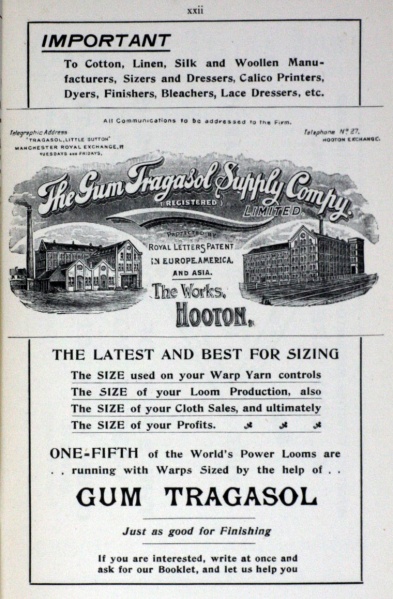 xxii
IMPORTANT
To Cotton, Linen, Silk and Woollen Manu-
facturers, Sizers and Dressers, Calico Printers,
Dyers, Finishers, Bleachers, Lace Dressers, etc.
All Communications to be addressed to the Firm.
Telegraphic Address
"TRAGASOL, LITTLE SUTTON"
MANCHESTER ROYAL EXCHANGE,
TUESDAYS AND FRIDAYS,
Telephone No 27,
HOOTON EXCHANGE.
The Gum Tragasol Supply Compy.
(REGISTERED)
LIMITED
PROTECTED BY
ROYAL LETTERS PATENT
IN EUROPE, AMERICA,
AND ASIA.
The Works,
HOOTON,
THE LATEST AND BEST FOR SIZING
The SIZE used on your Warp Yarn controls
The SIZE of your Loom Production, also
The SIZE of your Cloth Sales, and ultimately
The SIZE of your Profits.
ONE-FIFTH of the World's Power Looms are
. . running with Warps Sized by the help of . .
GUM TRAGASOL
Just as good for Finishing
If you are interested, write at once and
ask for our Booklet, and let us help you